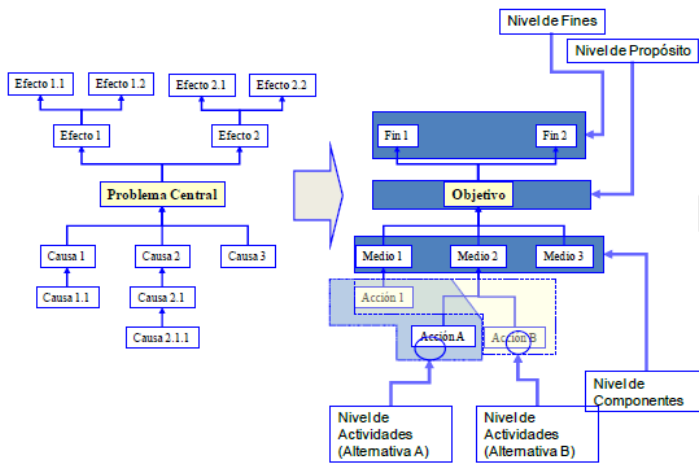 Nivel de Fines
Nivel de Propósito
Efecto 1.1
Efecto 1.2
Efecto 2.1
Efecto 2.2
Efecto 1
Efecto 2
Fin 1
Fin 2
Problema Central
Objetivo
Causa 1
Causa 2
Causa 3
Medio 1
Medio 2
Medio 3
Causa 1.1
Causa 2.1
Acción 1
Causa 2.1.1
Acción A
Acción B
Nivel de
Componentes
Nivel de
Actividades
(Alternativa A)
Nivel de
Actividades
(Alternativa B)